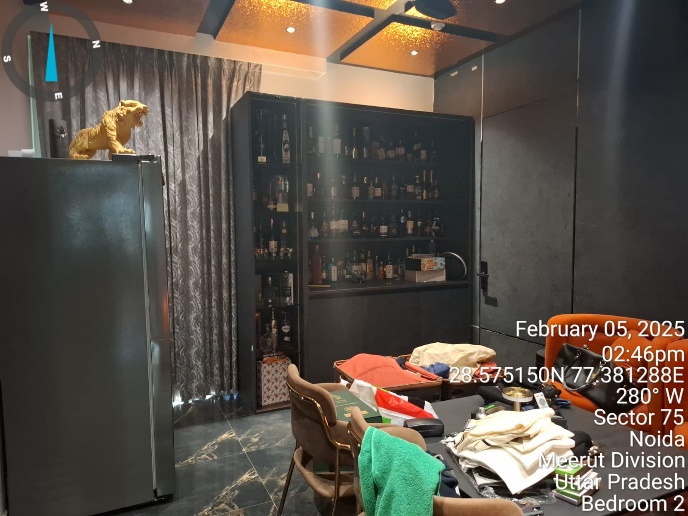 W
N
S
E
February 05, 2025
02:46pm
28.575150N 77.381288E
280° W
Sector 75
Noida
Meerut Division
Uttar Pradesh
Bedroom 2